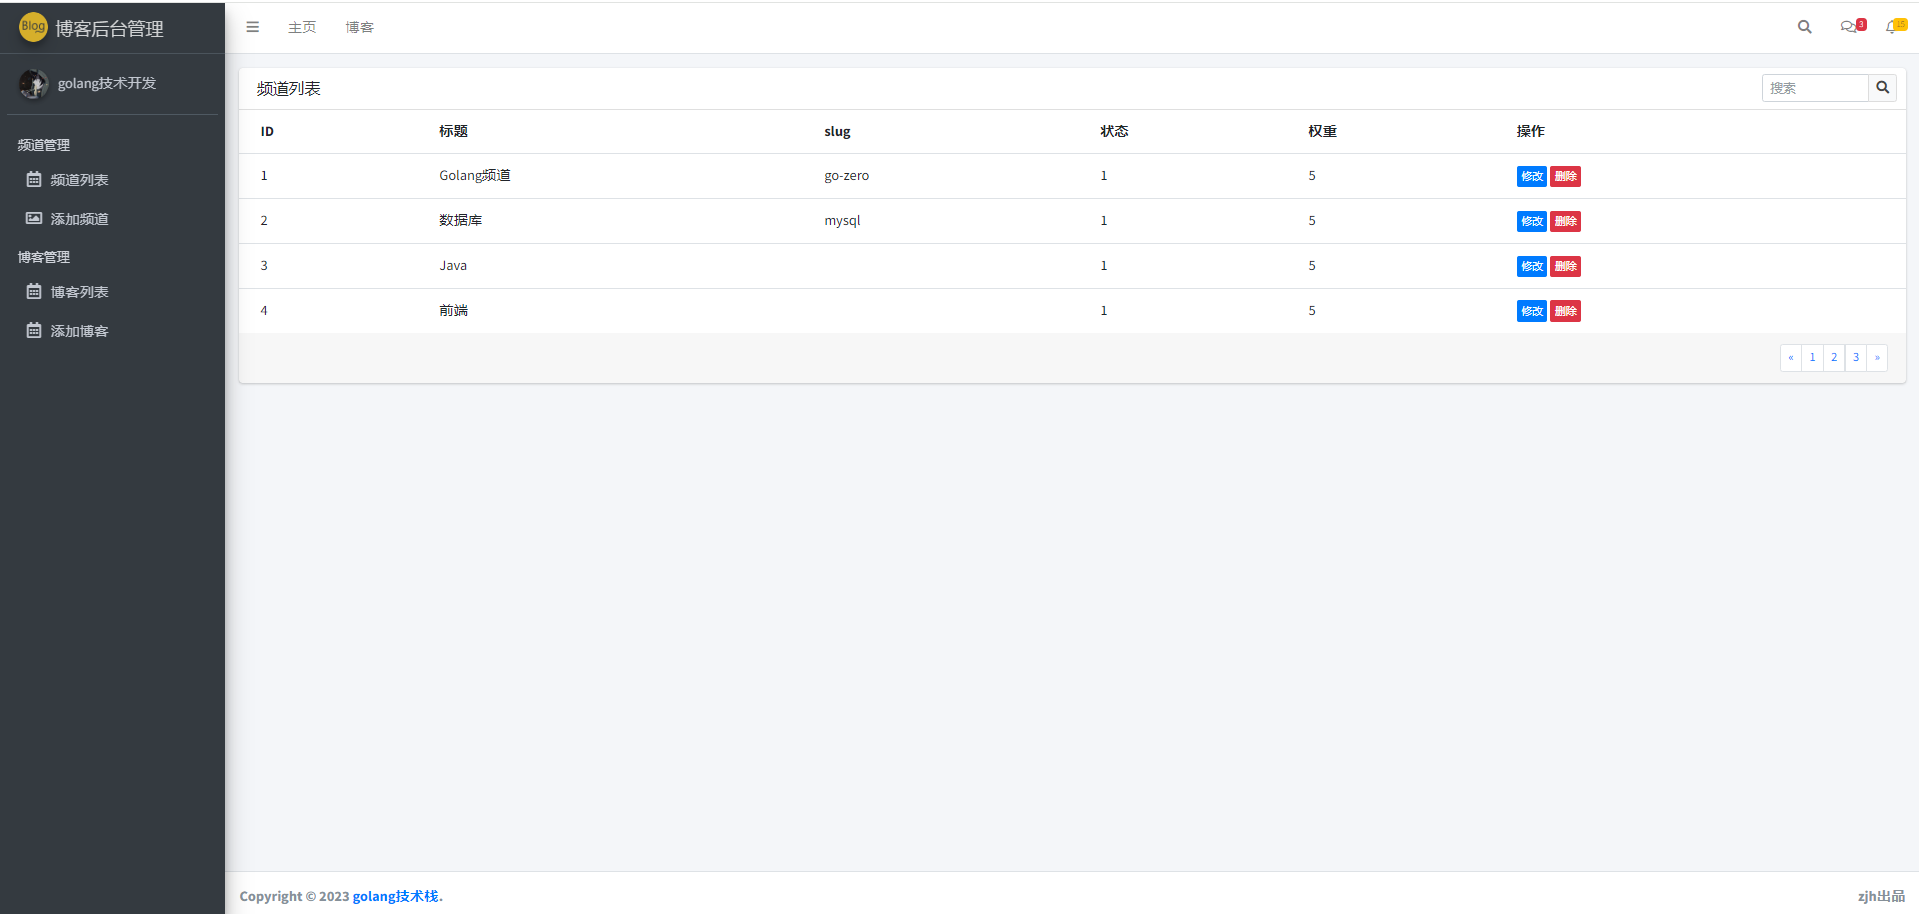 Blog 博客后台管理
golang技术开发
频道管理
频道列表
添加频道
博客管理
博客列表
添加博客
主页 博客 3 15
频道列表 搜索
ID 标题 slug 状态 权重 操作
1 Golang频道 go-zero 1 5 修改 删除
2 数据库 mysql 1 5 修改 删除
3 Java 1 5 修改 删除
4 前端 1 5 修改 删除
« 1 2 3 »
Copyright © 2023 golang技术栈. zjh出品